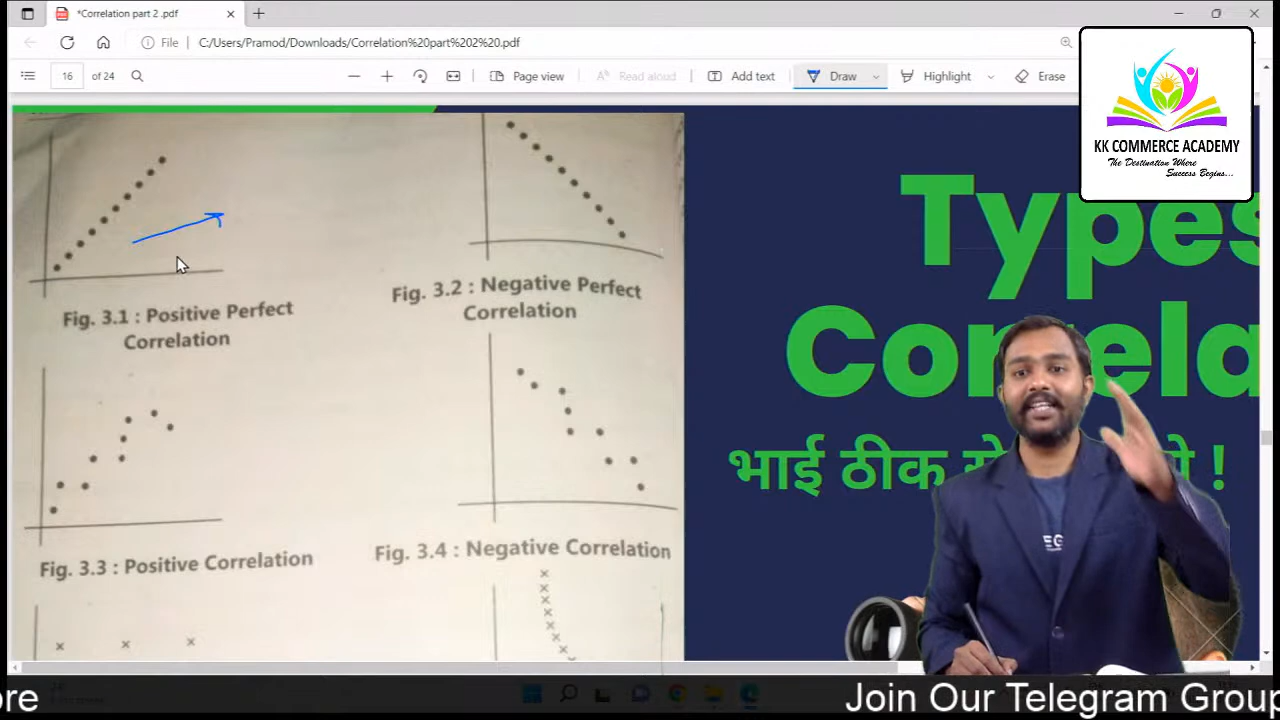 *Correlation part 2 .pdf
File C:/Users/Pramod/Downloads/Correlation%20part%202%20.pdf
16 of 24 Page view Read aloud Add text Draw Highlight Erase
KK COMMERCE ACADEMY
The Destination Where
Success Begins...
Types
Correla
भाई ठीक !
Fig. 3.1 : Positive Perfect
Correlation
Fig. 3.2 : Negative Perfect
Correlation
Fig. 3.3 : Positive Correlation
Fig. 3.4 : Negative Correlation
EG
ore Join Our Telegram Group